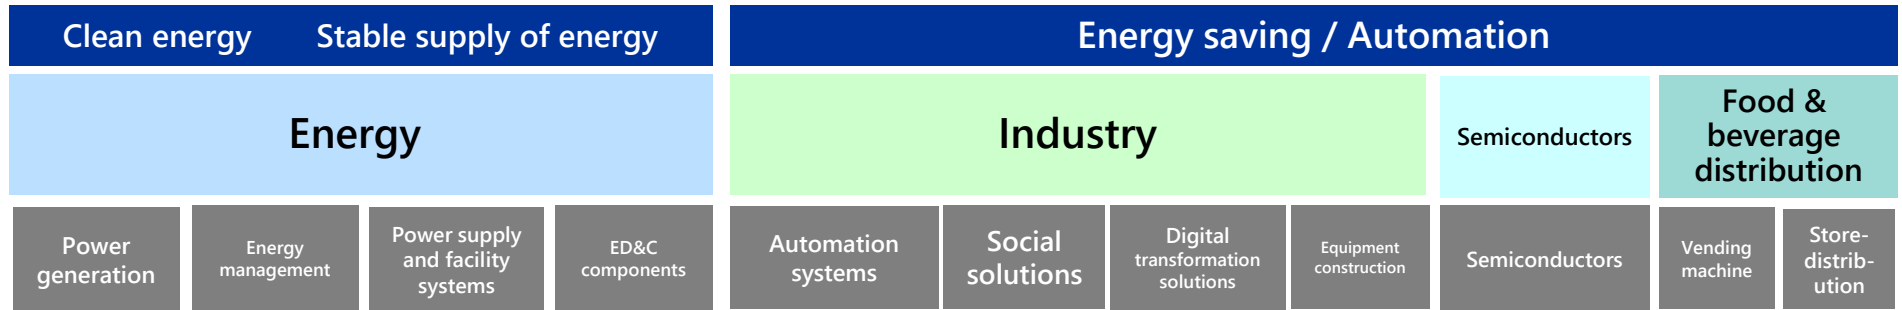 Clean energy
Stable supply of energy
Energy saving / Automation
Energy
Industry
Semiconductors
Food &
beverage
distribution
Power
generation
Energy
management
Power supply
and facility
systems
ED&C
components
Automation
systems
Social
solutions
Digital
transformation
solutions
Equipment
construction
Semiconductors
Vending
machine
Store-
distrib-
ution